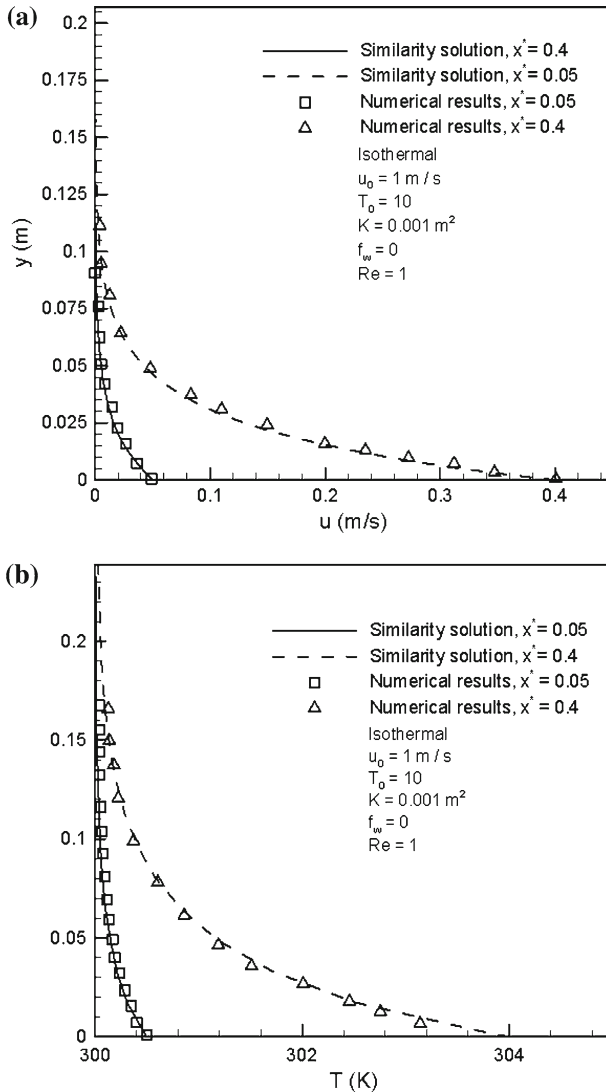 (a)
0.2
0.175
0.15
0.125
0.1
0.075
0.05
0.025
0
y (m)
Similarity solution, x* = 0.4
Similarity solution, x* = 0.05
Numerical results, x* = 0.05
Numerical results, x* = 0.4
Isothermal
u₀ = 1 m / s
T₀ = 10
K = 0.001 m²
f_w = 0
Re = 1
0 0.1 0.2 0.3 0.4
u (m/s)
(b)
0.2
0.15
0.1
0.05
0
y (m)
Similarity solution, x* = 0.05
Similarity solution, x* = 0.4
Numerical results, x* = 0.05
Numerical results, x* = 0.4
Isothermal
u₀ = 1 m / s
T₀ = 10
K = 0.001 m²
f_w = 0
Re = 1
300 302 304
T (K)